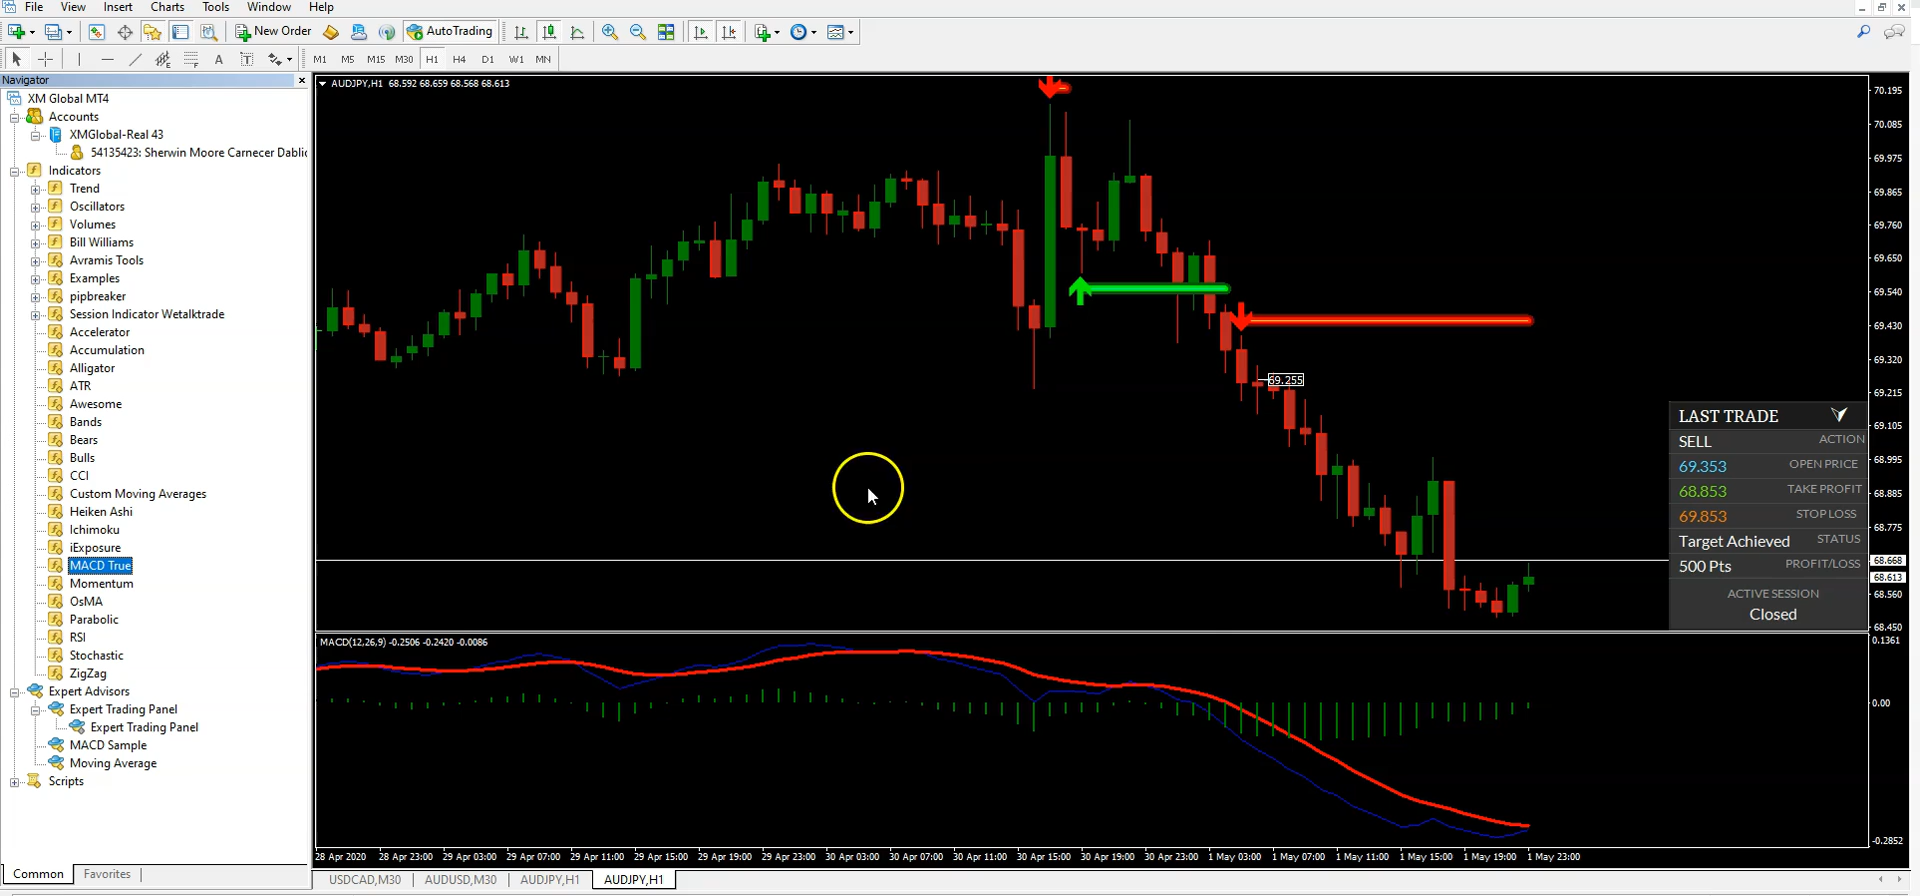 File View Insert Charts Tools Window Help
New Order AutoTrading
A T M1 M5 M15 M30 H1 H4 D1 W1 MN
Navigator
XM Global MT4
Accounts
XMGlobal-Real 43
54135423: Sherwin Moore Carnecer Dablic
Indicators
Trend
Oscillators
Volumes
Bill Williams
Avramis Tools
Examples
pipbreaker
Session Indicator Wetalktrade
Accelerator
Accumulation
Alligator
ATR
Awesome
Bands
Bears
Bulls
CCI
Custom Moving Averages
Heiken Ashi
Ichimoku
iExposure
MACD True
Momentum
OsMA
Parabolic
RSI
Stochastic
ZigZag
Expert Advisors
Expert Trading Panel
Expert Trading Panel
MACD Sample
Moving Average
Scripts
Common Favorites
AUDJPY,H1 68.592 68.659 68.568 68.613
69.255
70.195
70.085
69.975
69.865
69.760
69.650
69.540
69.430
69.320
69.215
69.105
68.995
68.885
68.775
68.668
68.613
68.560
68.450
LAST TRADE
SELL ACTION
69.353 OPEN PRICE
68.853 TAKE PROFIT
69.853 STOP LOSS
Target Achieved STATUS
500 Pts PROFIT/LOSS
ACTIVE SESSION
Closed
MACD(12,26,9) -0.2506 -0.2420 -0.0086
0.1361
0.00
-0.2852
28 Apr 2020 28 Apr 23:00 29 Apr 03:00 29 Apr 07:00 29 Apr 11:00 29 Apr 15:00 29 Apr 19:00 29 Apr 23:00 30 Apr 03:00 30 Apr 07:00 30 Apr 11:00 30 Apr 15:00 30 Apr 19:00 30 Apr 23:00 1 May 03:00 1 May 07:00 1 May 11:00 1 May 15:00 1 May 19:00 1 May 23:00
USDCAD,M30 AUDUSD,M30 AUDJPY,H1 AUDJPY,H1